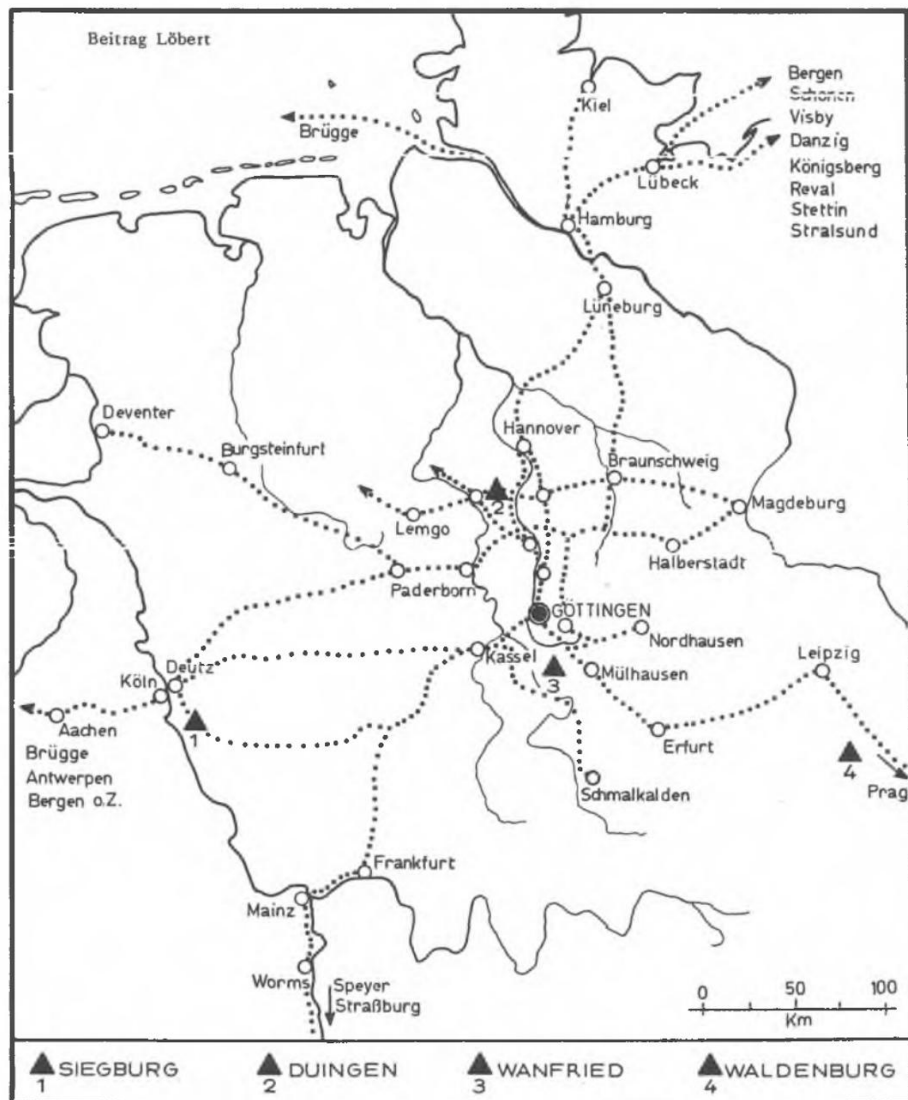 Beitrag Löbert
Bergen
Schonen
Visby
Danzig
Königsberg
Reval
Stettin
Stralsund
Kiel
Brügge
Lübeck
Hamburg
Lüneburg
Deventer
Hannover
Burgsteinfurt
Braunschweig
2
Magdeburg
Lemgo
Halberstadt
Paderborn
GÖTTINGEN
Nordhausen
Kassel
3
Mülhausen
Leipzig
Deutz
Köln
1
Aachen
Brügge
Antwerpen
Bergen o.Z.
Erfurt
4
Prag
Schmalkalden
Frankfurt
Mainz
Worms
Speyer
Straßburg
0 50 100
Km
SIEGBURG
1
DUINGEN
2
WANFRIED
3
WALDENBURG
4